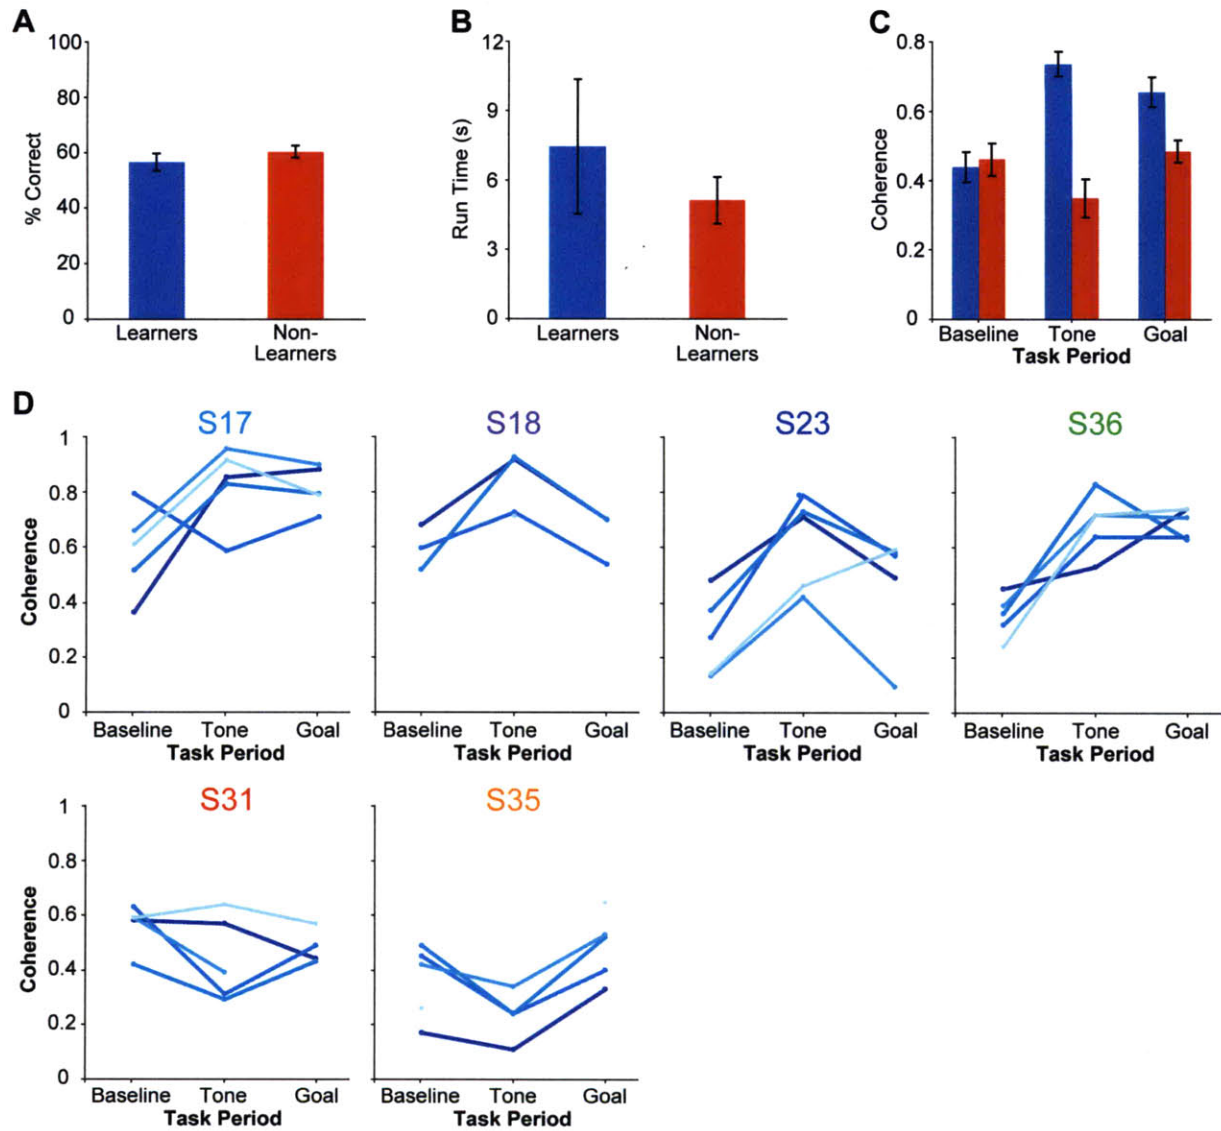 A
100
80
60
40
20
0
% Correct
Learners
Non-
Learners
B
12
9
6
3
0
Run Time (s)
Learners
Non-
Learners
C
0.8
0.6
0.4
0.2
0
Coherence
Baseline Tone Goal
Task Period
D
S17
1
0.8
0.6
0.4
0.2
0
Coherence
Baseline Tone Goal
Task Period
S18
Baseline Tone Goal
Task Period
S23
Baseline Tone Goal
Task Period
S36
Baseline Tone Goal
Task Period
S31
1
0.8
0.6
0.4
0.2
0
Coherence
Baseline Tone Goal
Task Period
S35
Baseline Tone Goal
Task Period